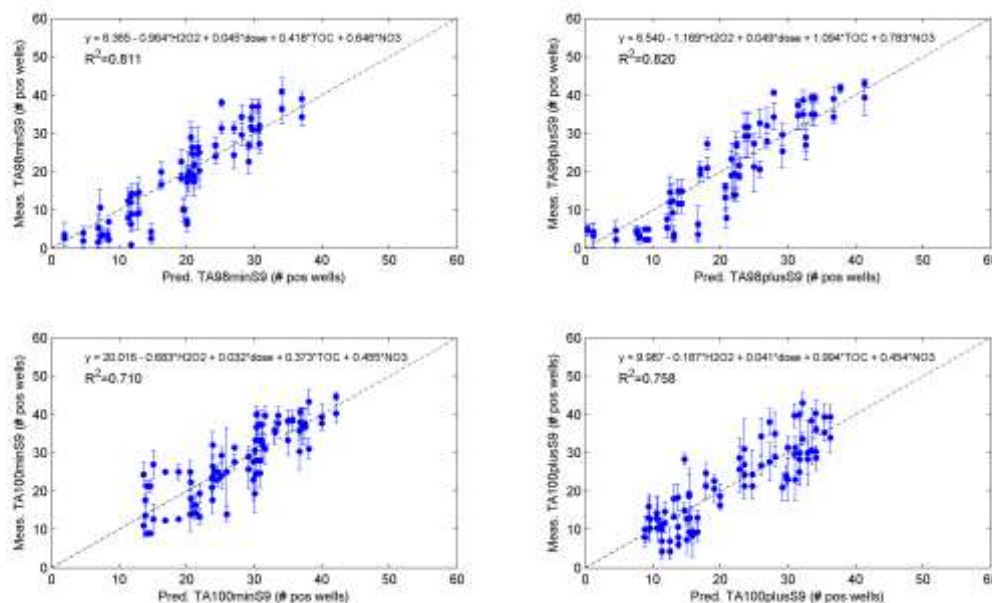 60
50
40
30
20
10
0
Meas. TA98minS9 (# pos wells)
y = 6.365 - 0.964*H2O2 + 0.045*dose + 0.418*TOC + 0.646*NO3
R²=0.811
0 10 20 30 40 50 60
Pred. TA98minS9 (# pos wells)
60
50
40
30
20
10
0
Meas. TA98plusS9 (# pos wells)
y = 6.540 - 1.169*H2O2 + 0.049*dose + 1.094*TOC + 0.783*NO3
R²=0.820
0 10 20 30 40 50 60
Pred. TA98plusS9 (# pos wells)
60
50
40
30
20
10
0
Meas. TA100minS9 (# pos wells)
y = 20.016 - 0.683*H2O2 + 0.032*dose + 0.373*TOC + 0.455*NO3
R²=0.710
0 10 20 30 40 50 60
Pred. TA100minS9 (# pos wells)
60
50
40
30
20
10
0
Meas. TA100plusS9 (# pos wells)
y = 9.987 - 0.187*H2O2 + 0.041*dose + 0.994*TOC + 0.454*NO3
R²=0.758
0 10 20 30 40 50 60
Pred. TA100plusS9 (# pos wells)